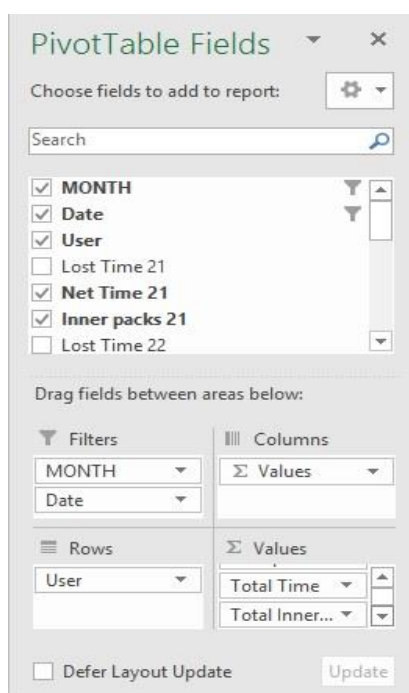 PivotTable Fields
Choose fields to add to report:
Search
MONTH
Date
User
Lost Time 21
Net Time 21
Inner packs 21
Lost Time 22
Drag fields between areas below:
Filters
Columns
MONTH
Σ Values
Date
Rows
Σ Values
User
Total Time
Total Inner...
Defer Layout Update
Update